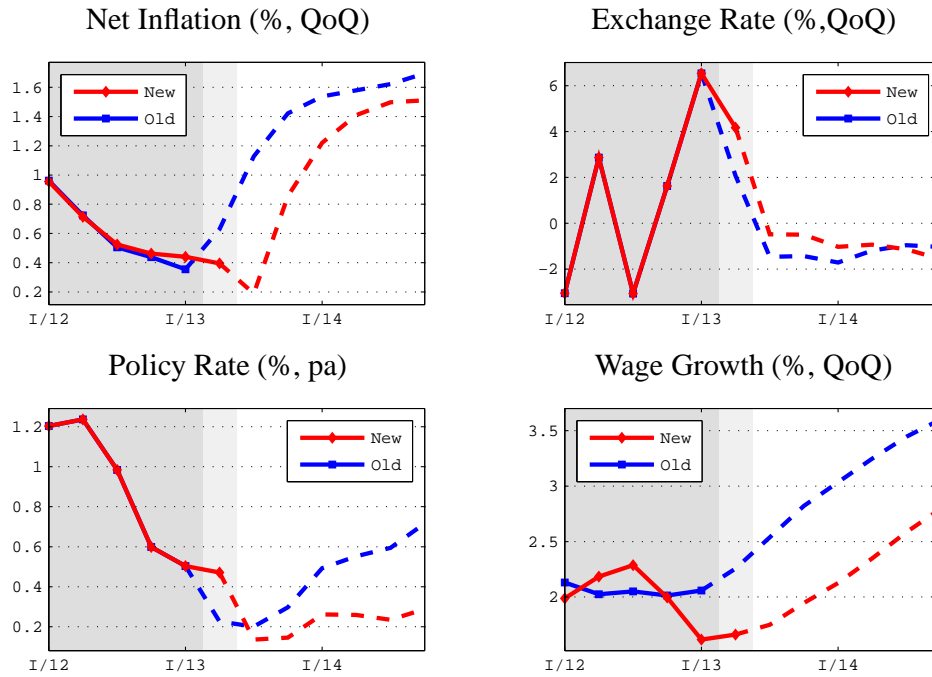 Net Inflation (%, QoQ)
1.6
1.4
1.2
1
0.8
0.6
0.4
0.2
New
Old
I/12
I/13
I/14
Exchange Rate (%,QoQ)
6
4
2
0
−2
New
Old
I/12
I/13
I/14
Policy Rate (%, pa)
1.2
1
0.8
0.6
0.4
0.2
New
Old
I/12
I/13
I/14
Wage Growth (%, QoQ)
3.5
3
2.5
2
New
Old
I/12
I/13
I/14